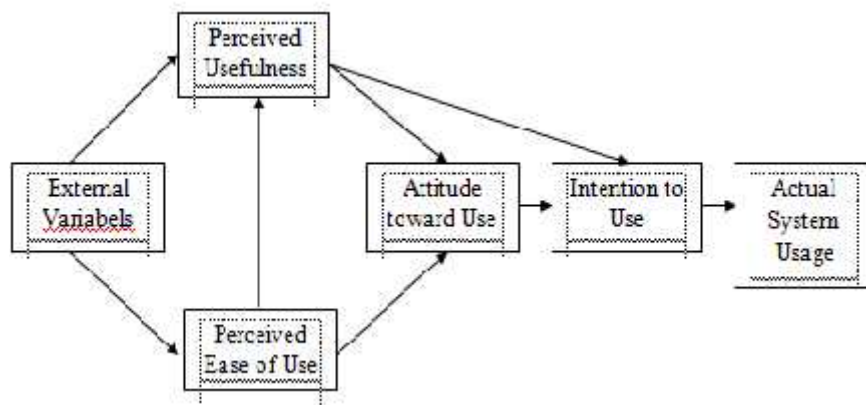 Perceived
Usefulness
External
Variabels
Attitude
toward Use
Intention to
Use
Actual
System
Usage
Perceived
Ease of Use